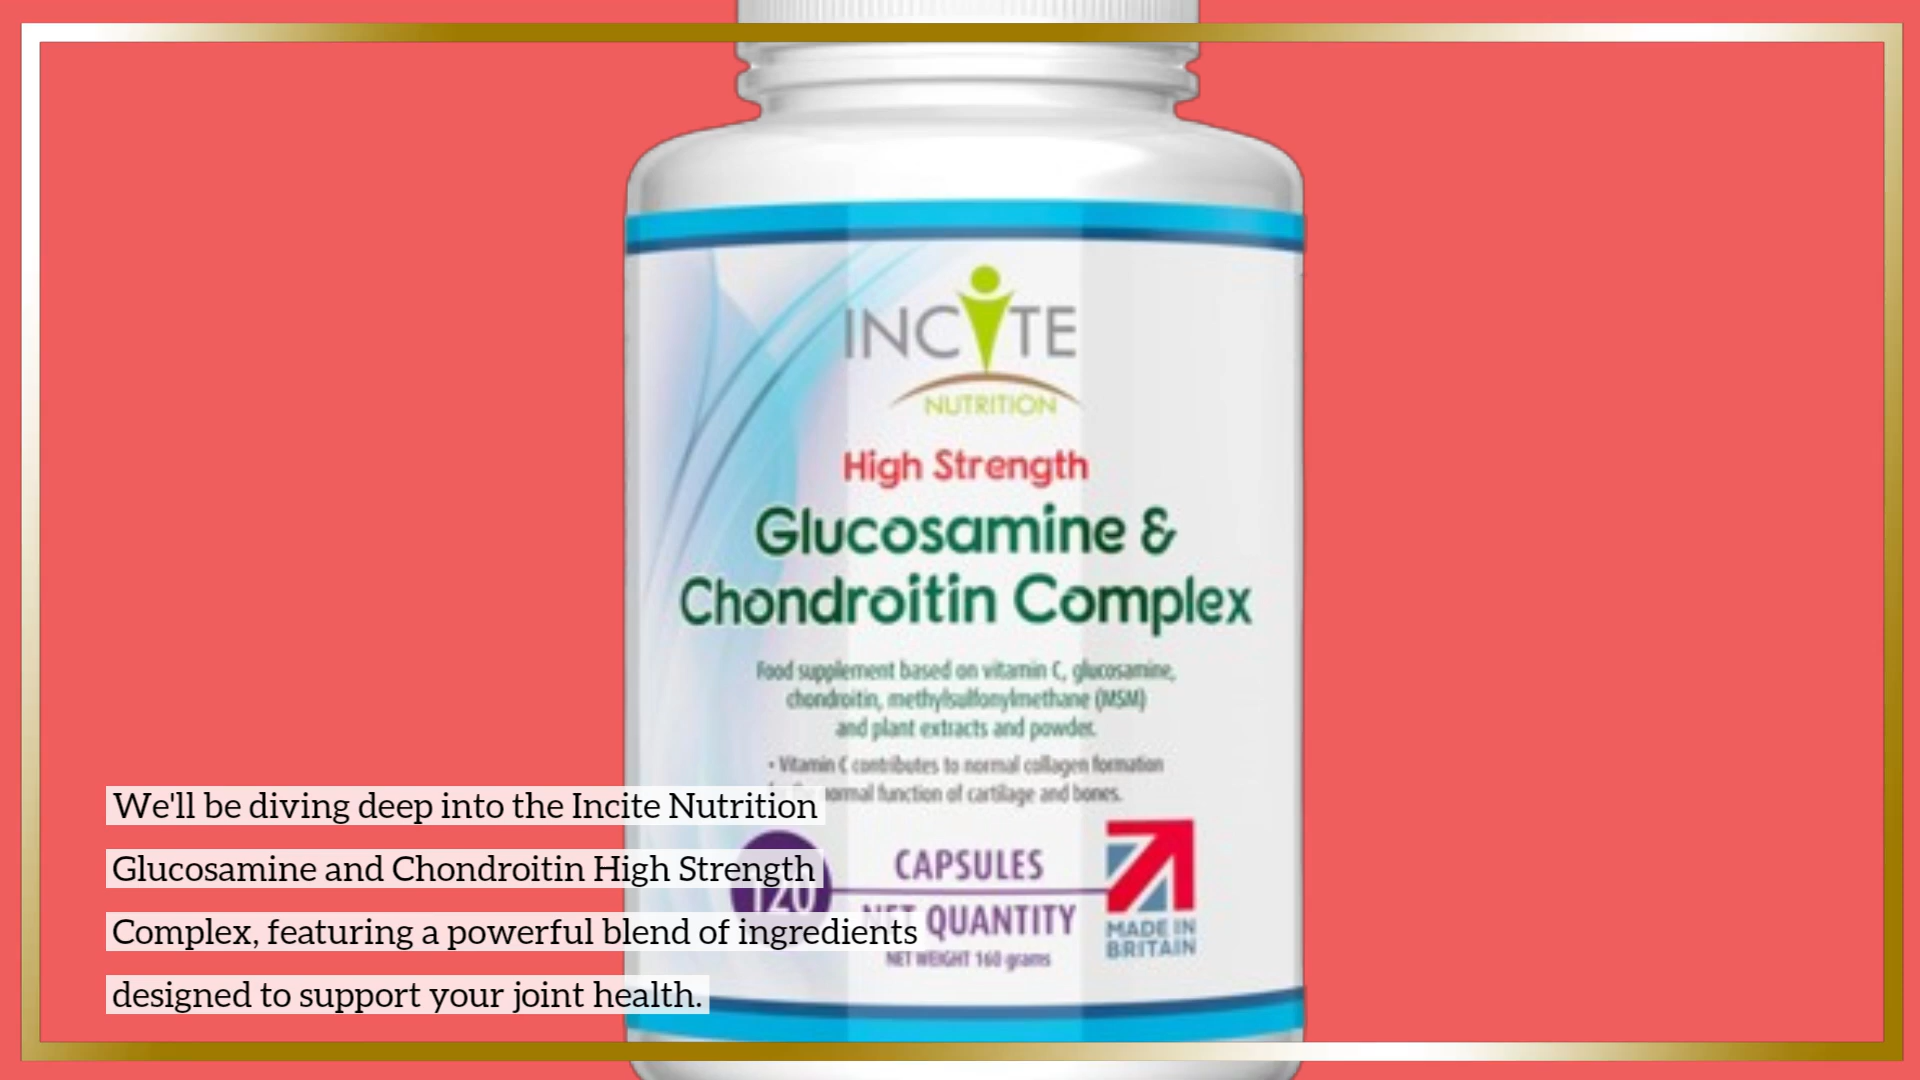 INCITE
NUTRITION
High Strength
Glucosamine &
Chondroitin Complex
Food supplement based on vitamin C, glucosamine,
chondroitin, methylsulfonylmethane (MSM)
and plant extracts and powder.
• Vitamin C contributes to normal collagen formation
normal function of cartilage and bones.
120
CAPSULES
NET QUANTITY
NET WEIGHT 160 grams
MADE IN
BRITAIN
We'll be diving deep into the Incite Nutrition
Glucosamine and Chondroitin High Strength
Complex, featuring a powerful blend of ingredients
designed to support your joint health.